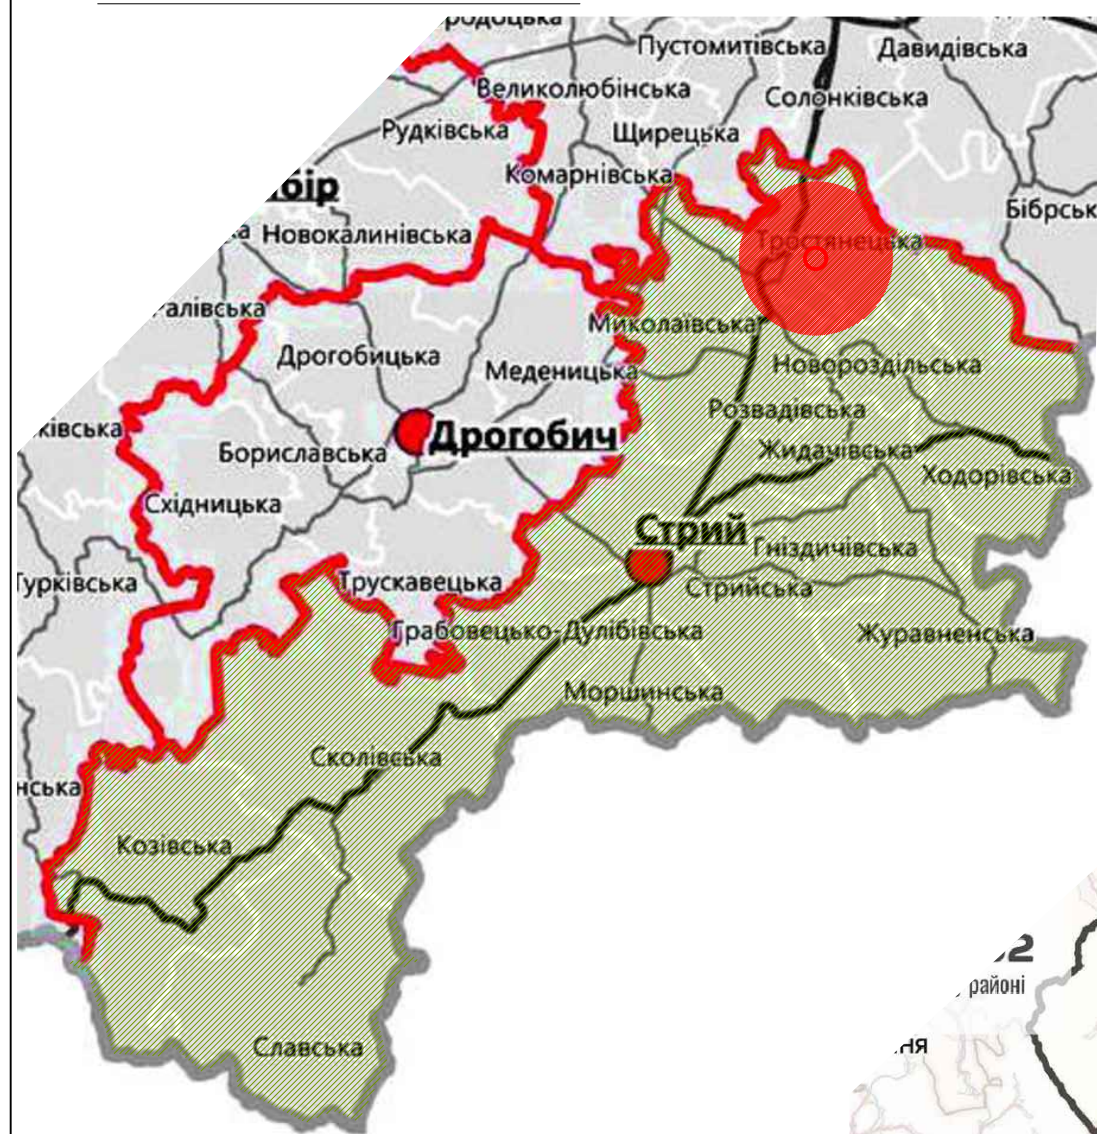 Пустомитівська
Давидівська
Великолюбінська
Солонківська
Рудківська
Щирецька
Комарнівська
Новокалинівська
Тростянецька
Миколаївська
Дрогобицька
Меденицька
Новороздільська
Розвадівська
Дрогобич
Бориславська
Жидачівська
Ходорівська
Східницька
Стрий
Гніздичівська
Турківська
Трускавецька
Стрийська
Грабовецько-Дулібівська
Журавненська
Моршинська
Сколівська
Козівська
районі
Славська